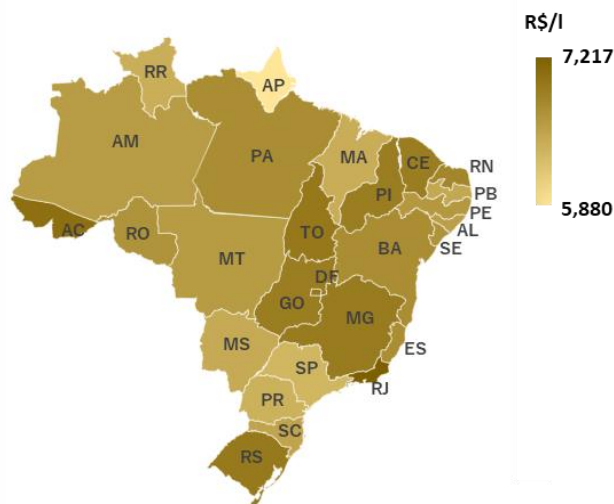 R$/l
7,217
5,880
RR
AP
AM
PA
MA
CE
RN
PI
PB
PE
AL
SE
AC
RO
TO
BA
MT
DF
GO
MG
MS
ES
SP
RJ
PR
SC
RS